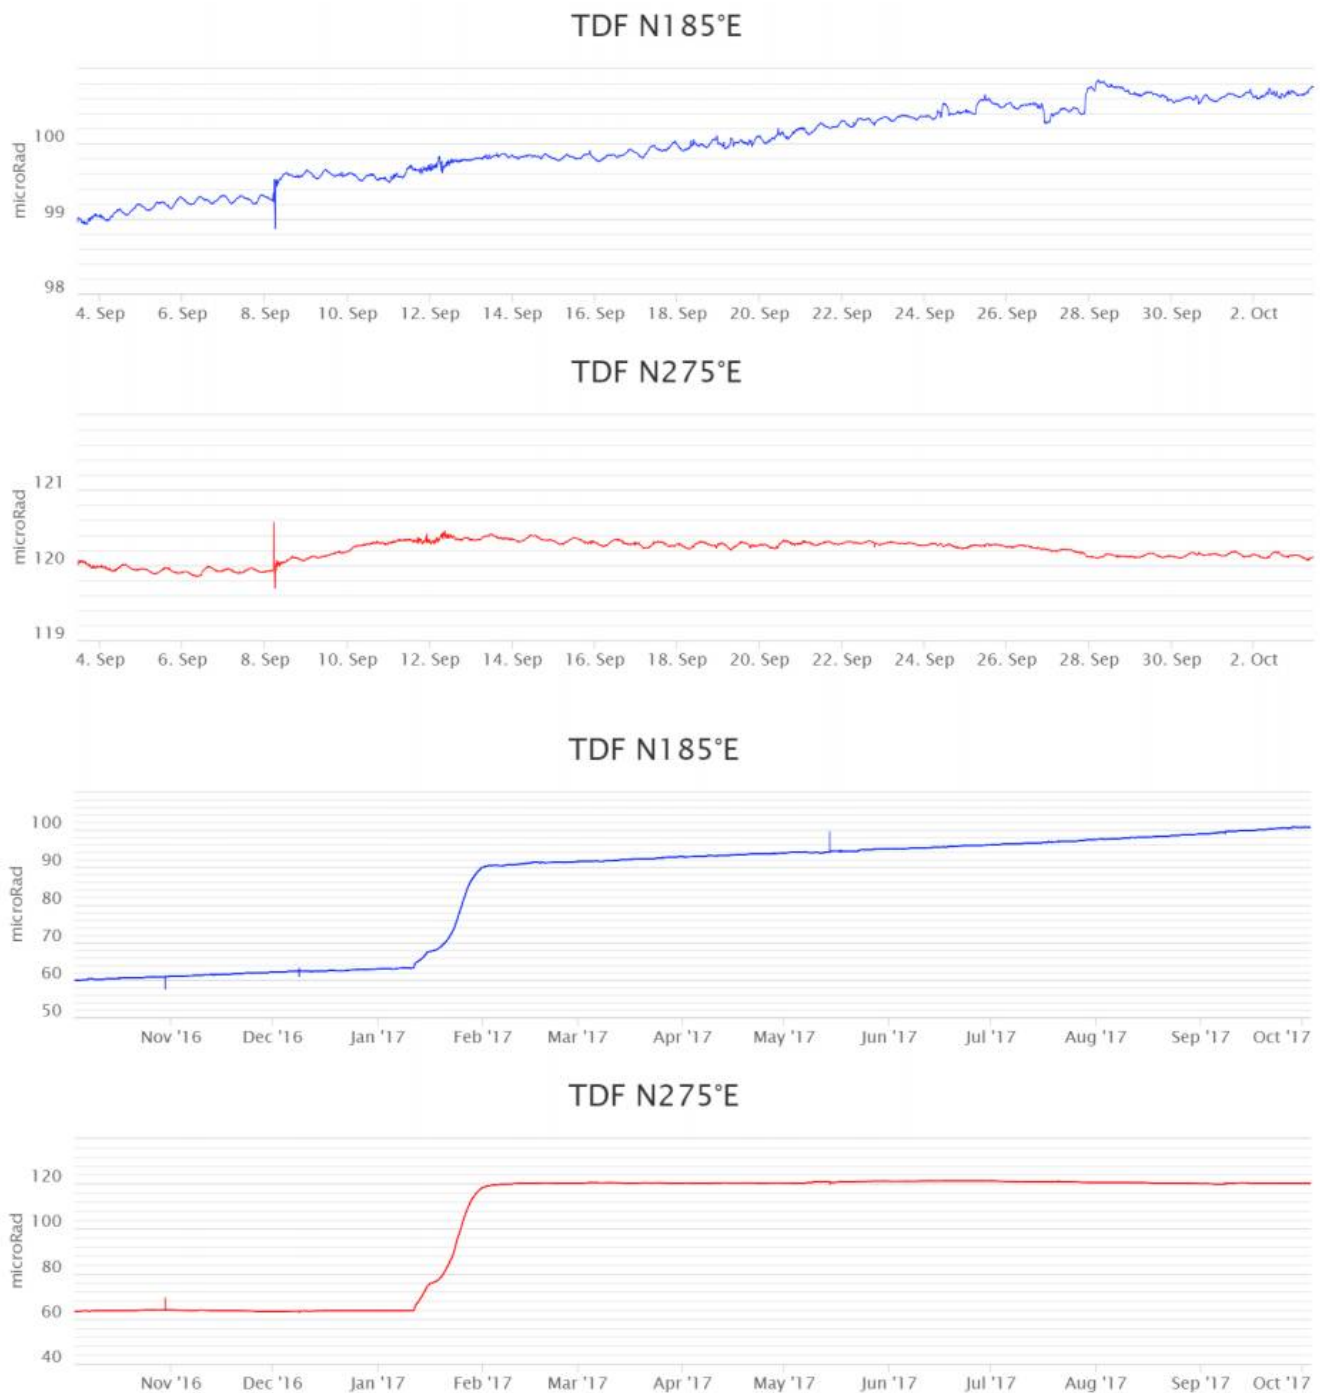 TDF N185°E
100
99
98
microRad
4. Sep 6. Sep 8. Sep 10. Sep 12. Sep 14. Sep 16. Sep 18. Sep 20. Sep 22. Sep 24. Sep 26. Sep 28. Sep 30. Sep 2. Oct
TDF N275°E
121
120
119
microRad
4. Sep 6. Sep 8. Sep 10. Sep 12. Sep 14. Sep 16. Sep 18. Sep 20. Sep 22. Sep 24. Sep 26. Sep 28. Sep 30. Sep 2. Oct
TDF N185°E
100
90
80
70
60
50
microRad
Nov '16 Dec '16 Jan '17 Feb '17 Mar '17 Apr '17 May '17 Jun '17 Jul '17 Aug '17 Sep '17 Oct '17
TDF N275°E
120
100
80
60
40
microRad
Nov '16 Dec '16 Jan '17 Feb '17 Mar '17 Apr '17 May '17 Jun '17 Jul '17 Aug '17 Sep '17 Oct '17